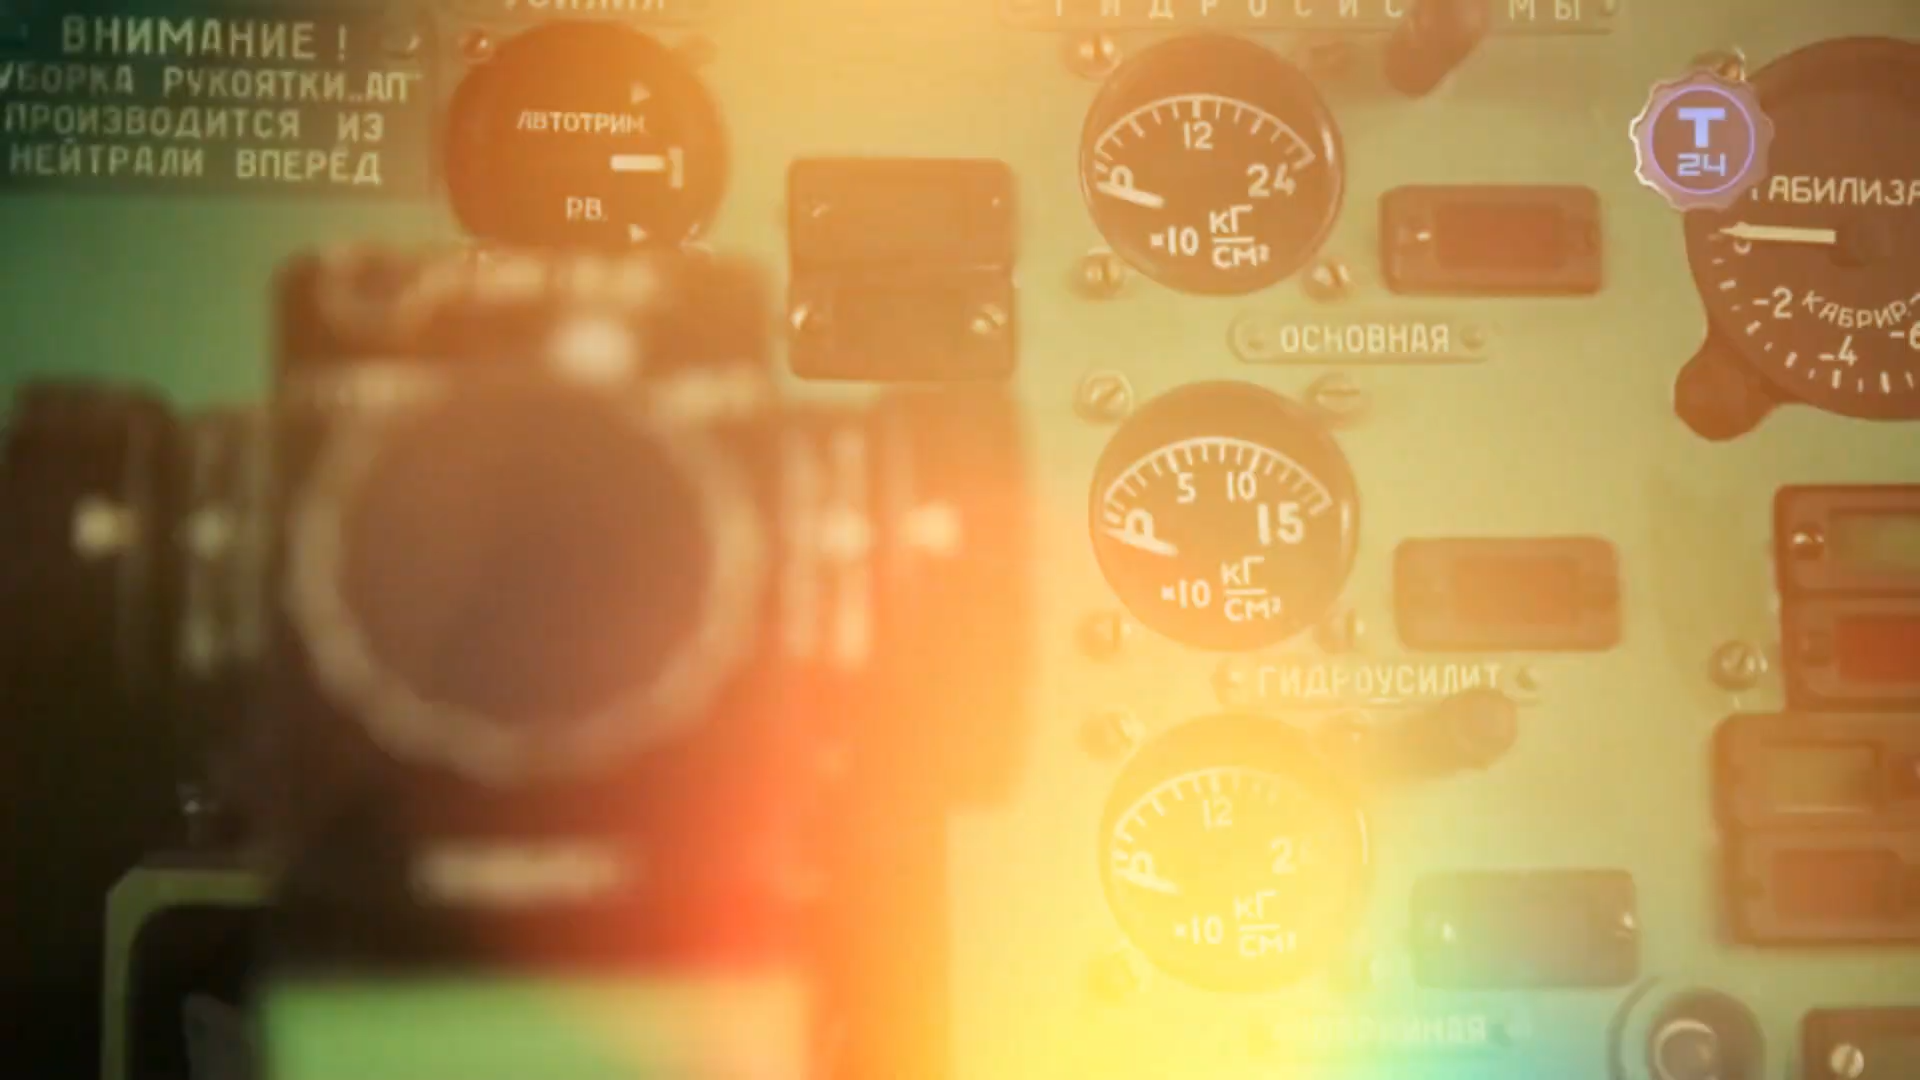 ВНИМАНИЕ!
УБОРКА РУКОЯТКИ..АП
ПРОИЗВОДИТСЯ ИЗ
НЕЙТРАЛИ ВПЕРЁД
АВТОТРИМ.
РВ.
12
24
Р
×10 КГ/СМ²
ОСНОВНАЯ
5 10
15
Р
×10 КГ/СМ²
ГИДРОУСИЛИТ
12
Р
×10 КГ/СМ²
Т
24
0
-2
-4
КАБРИР.